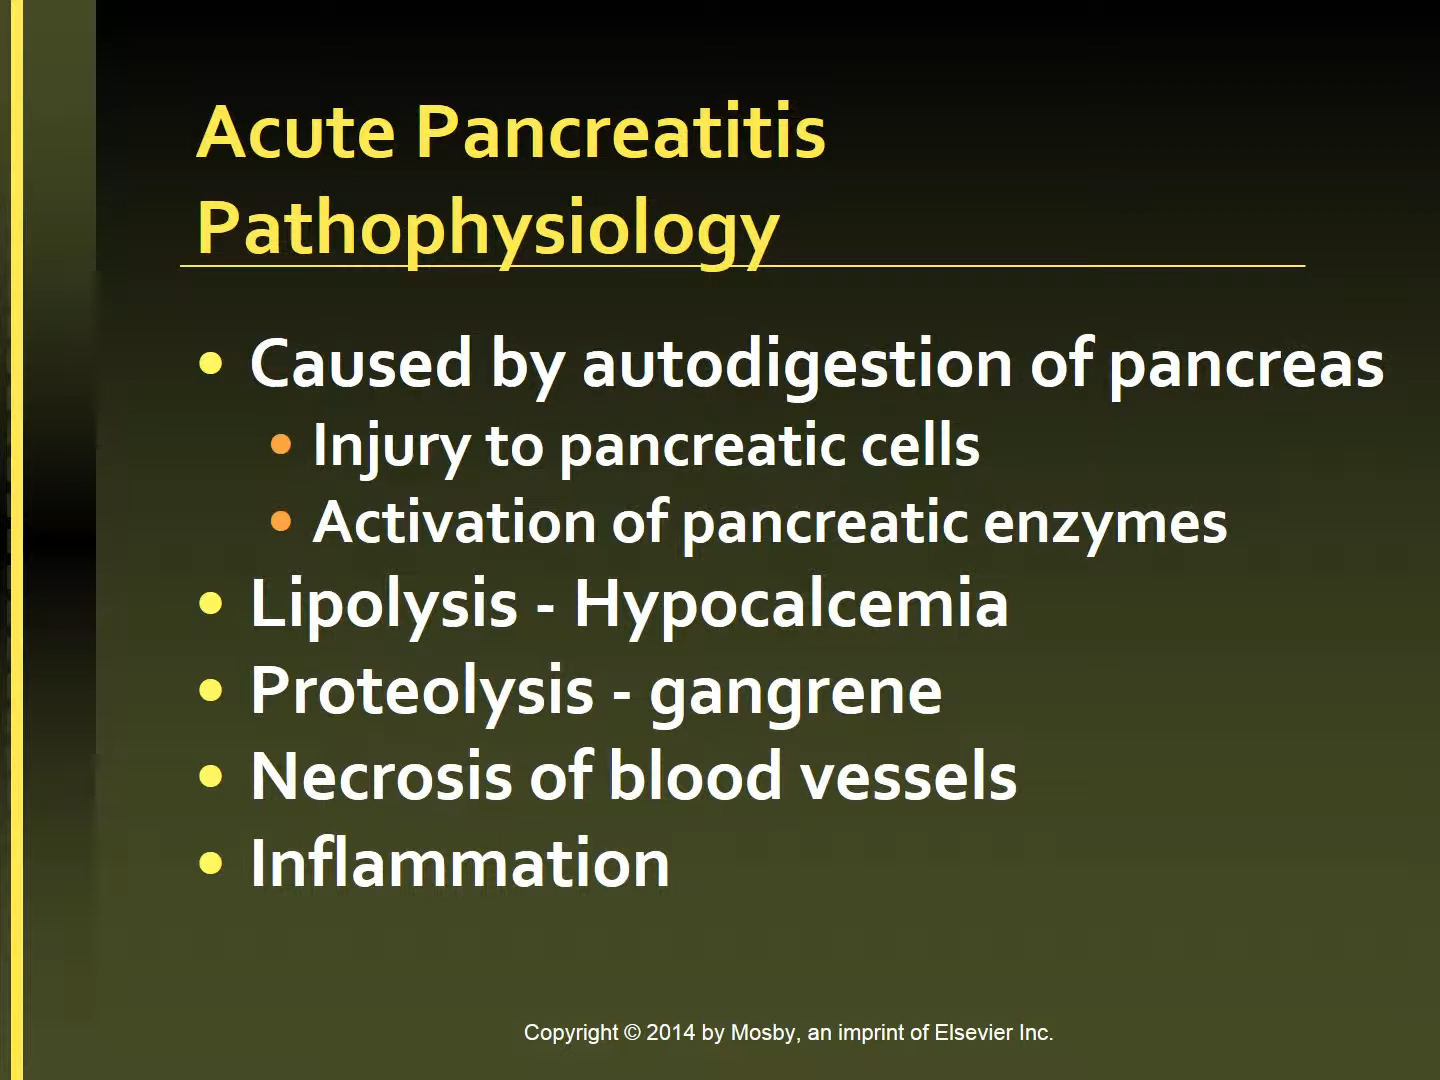 Acute Pancreatitis
Pathophysiology
• Caused by autodigestion of pancreas
• Injury to pancreatic cells
• Activation of pancreatic enzymes
• Lipolysis - Hypocalcemia
• Proteolysis - gangrene
• Necrosis of blood vessels
• Inflammation
Copyright © 2014 by Mosby, an imprint of Elsevier Inc.